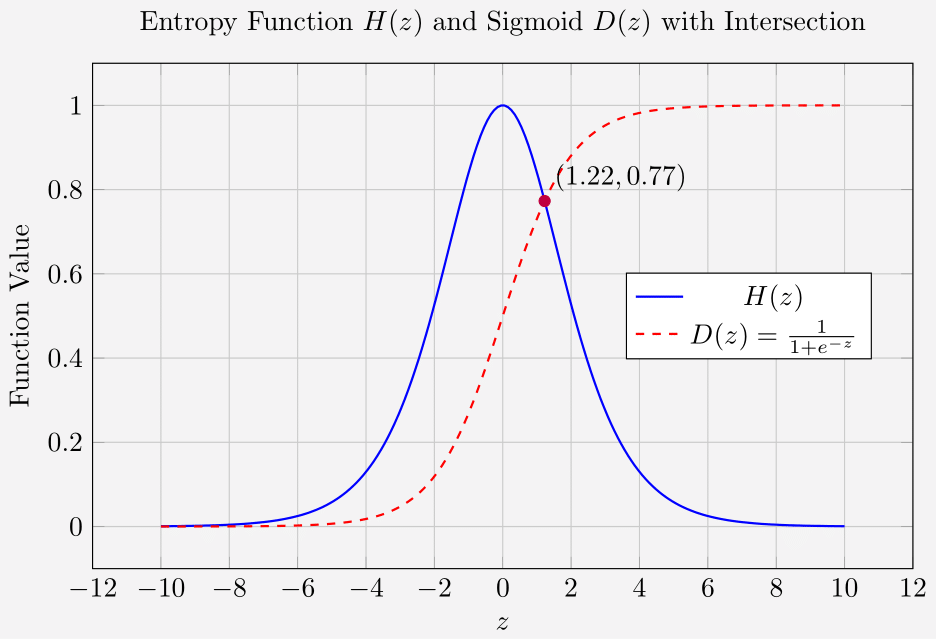 Entropy Function H(z) and Sigmoid D(z) with Intersection
1
0.8
0.6
0.4
0.2
0
Function Value
(1.22, 0.77)
H(z)
D(z) = 1/(1+e^{−z})
−12 −10 −8 −6 −4 −2 0 2 4 6 8 10 12
z